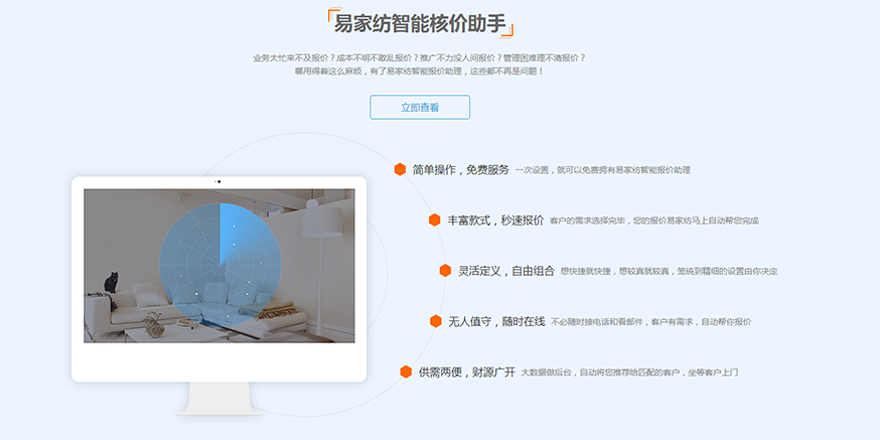 易家纺智能核价助手
业务太忙来不及报价？成本不明不敢乱报价？推广不力没人问报价？管理困难理不清报价？
哪用得着这么麻烦，有了易家纺智能报价助理，这些都不再是问题！
立即查看
简单操作，免费服务 一次设置，就可以免费拥有易家纺智能报价助理
丰富款式，秒速报价 客户的需求选择完毕，您的报价易家纺马上自动帮您完成
灵活定义，自由组合 想快捷就快捷，想较真就较真，笼统到精细的设置由你决定
无人值守，随时在线 不必随时接电话和看邮件，客户有需求，自动帮你报价
供需两便，财源广开 大数据做后台，自动将您推荐给匹配的客户，坐等客户上门